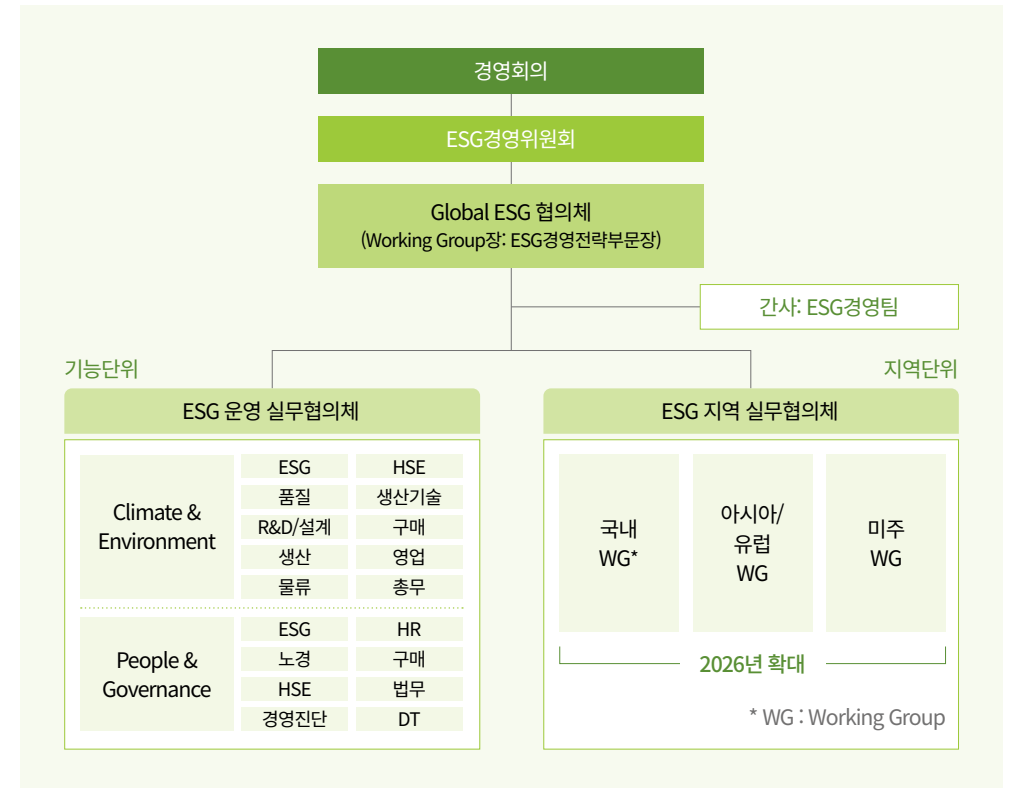 경영회의
ESG경영위원회
Global ESG 협의체
(Working Group장: ESG경영전략부문장)
간사: ESG경영팀
기능단위
ESG 운영 실무협의체
Climate &
Environment
ESG
HSE
품질
생산기술
R&D/설계
구매
생산
영업
물류
총무
People &
Governance
ESG
HR
노경
구매
HSE
법무
경영진단
DT
지역단위
ESG 지역 실무협의체
국내
WG*
아시아/
유럽
WG
미주
WG
2026년 확대
* WG : Working Group